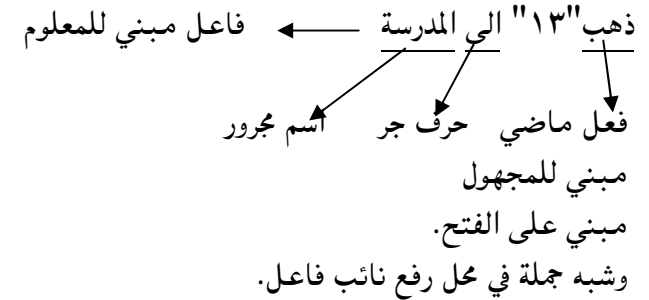 ذهب"١٣" الى المدرسة فاعل مبني للمعلوم
فعل ماضي حرف جر اسم مجرور
مبني للمجهول
مبني على الفتح.
وشبه جملة في محل رفع نائب فاعل.